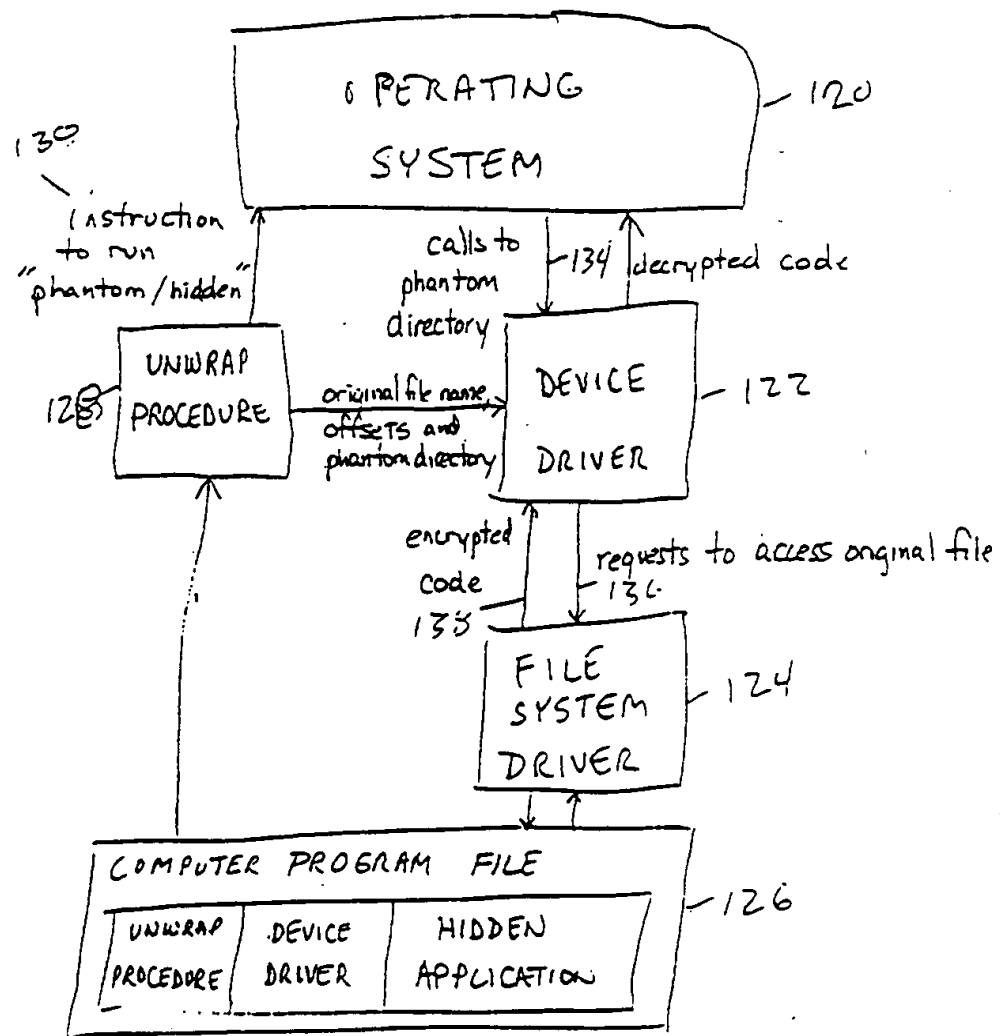 OPERATING
SYSTEM
120
130
instruction
to run
"phantom/hidden"
calls to
phantom
directory
134
decrypted code
UNWRAP
PROCEDURE
128
original file name,
offsets and
phantom directory
DEVICE
DRIVER
122
encrypted
code
138
requests to access original file
136
FILE
SYSTEM
DRIVER
124
COMPUTER PROGRAM FILE
126
UNWRAP
PROCEDURE
DEVICE
DRIVER
HIDDEN
APPLICATION